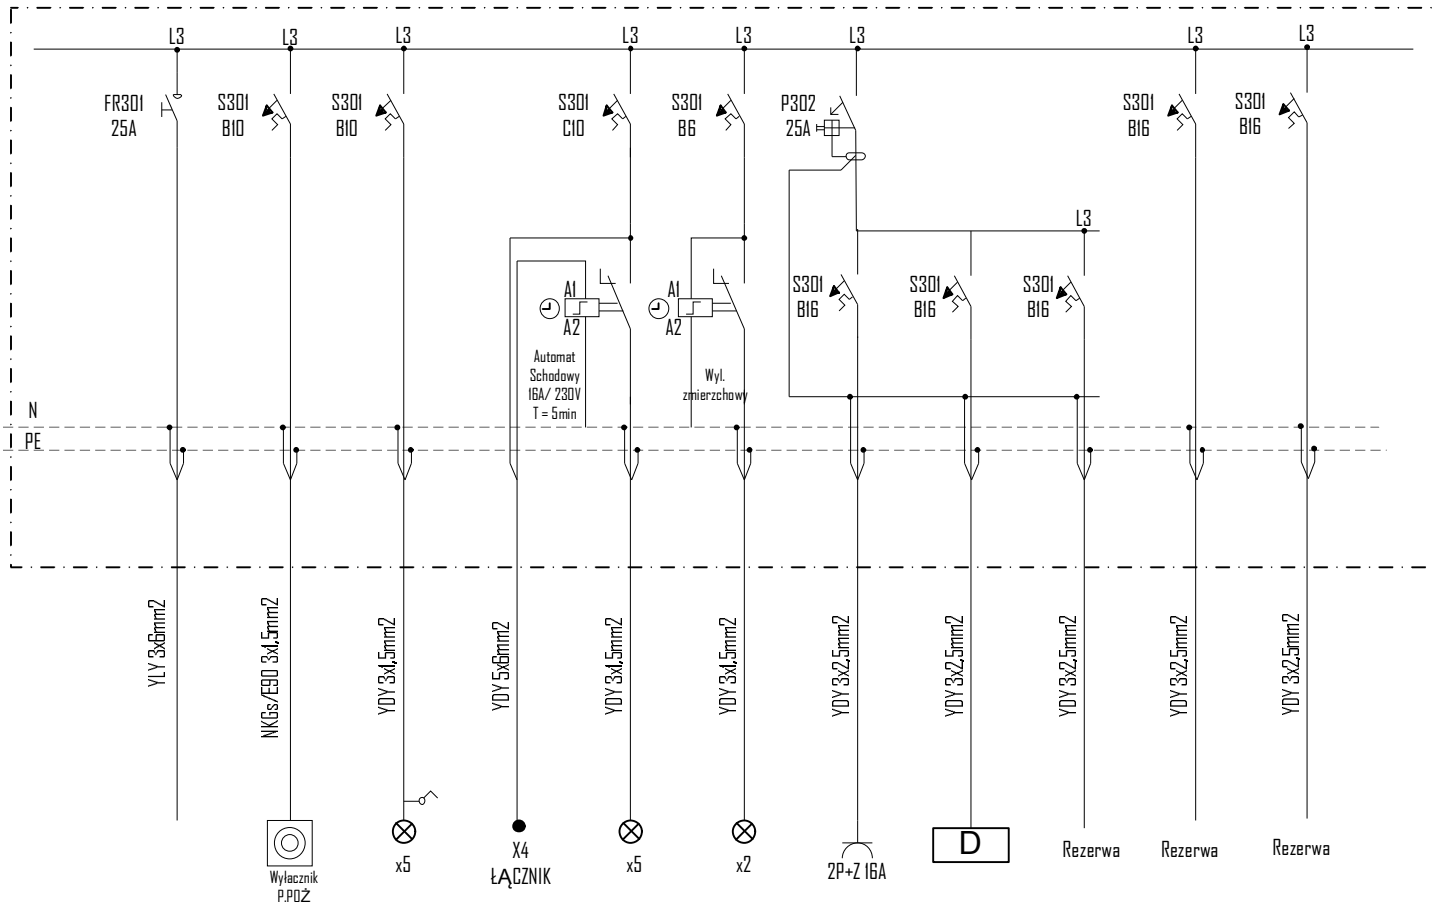 L3
L3
L3
L3
L3
L3
L3
L3
FR301
25A
S301
B10
S301
B10
S301
C10
S301
B6
P302
25A
S301
B16
S301
B16
L3
S301
B16
S301
B16
S301
B16
A1
A2
A1
A2
Automat
Schodowy
16A/ 230V
T = 5min
Wyl.
zmierzchowy
N
PE
YLY 3x6mm2
NKGs/E90 3x1,5mm2
YDY 3x1,5mm2
YDY 5x6mm2
YDY 3x1,5mm2
YDY 3x1,5mm2
YDY 3x2,5mm2
YDY 3x2,5mm2
YDY 3x2,5mm2
YDY 3x2,5mm2
YDY 3x2,5mm2
Wyłacznik
P.POŻ
x5
X4
ŁĄCZNIK
x5
x2
2P+Z 16A
D
Rezerwa
Rezerwa
Rezerwa